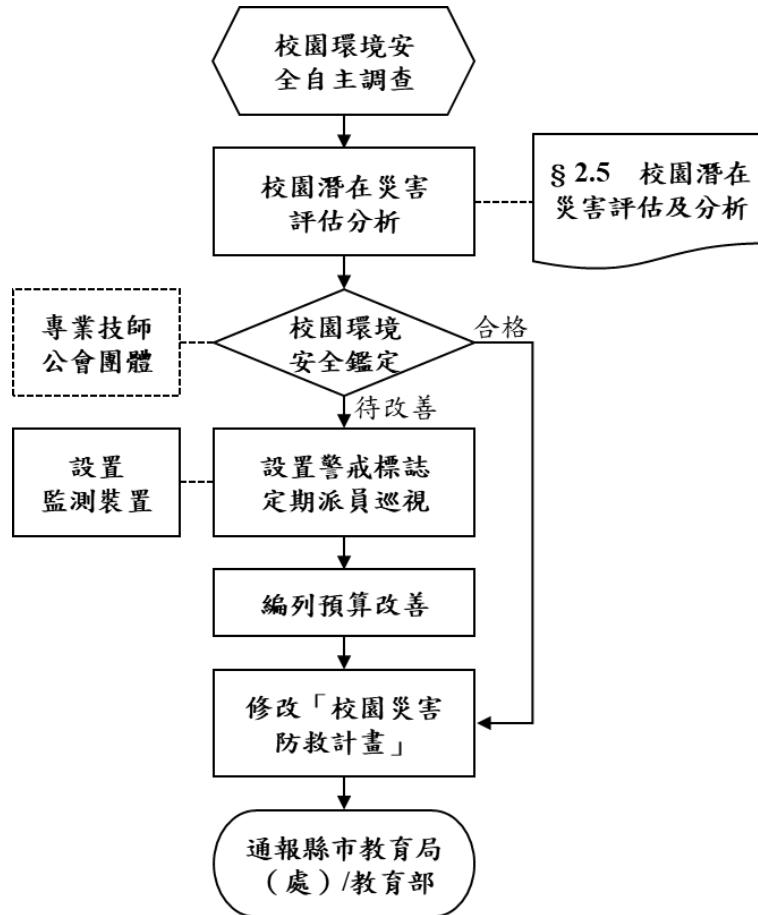 校園環境安
全自主調查
校園潛在災害
評估分析
§ 2.5 校園潛在
災害評估及分析
專業技師
公會團體
校園環境
安全鑑定
合格
待改善
設置
監測裝置
設置警戒標誌
定期派員巡視
編列預算改善
修改「校園災害
防救計畫」
通報縣市教育局
（處）/教育部